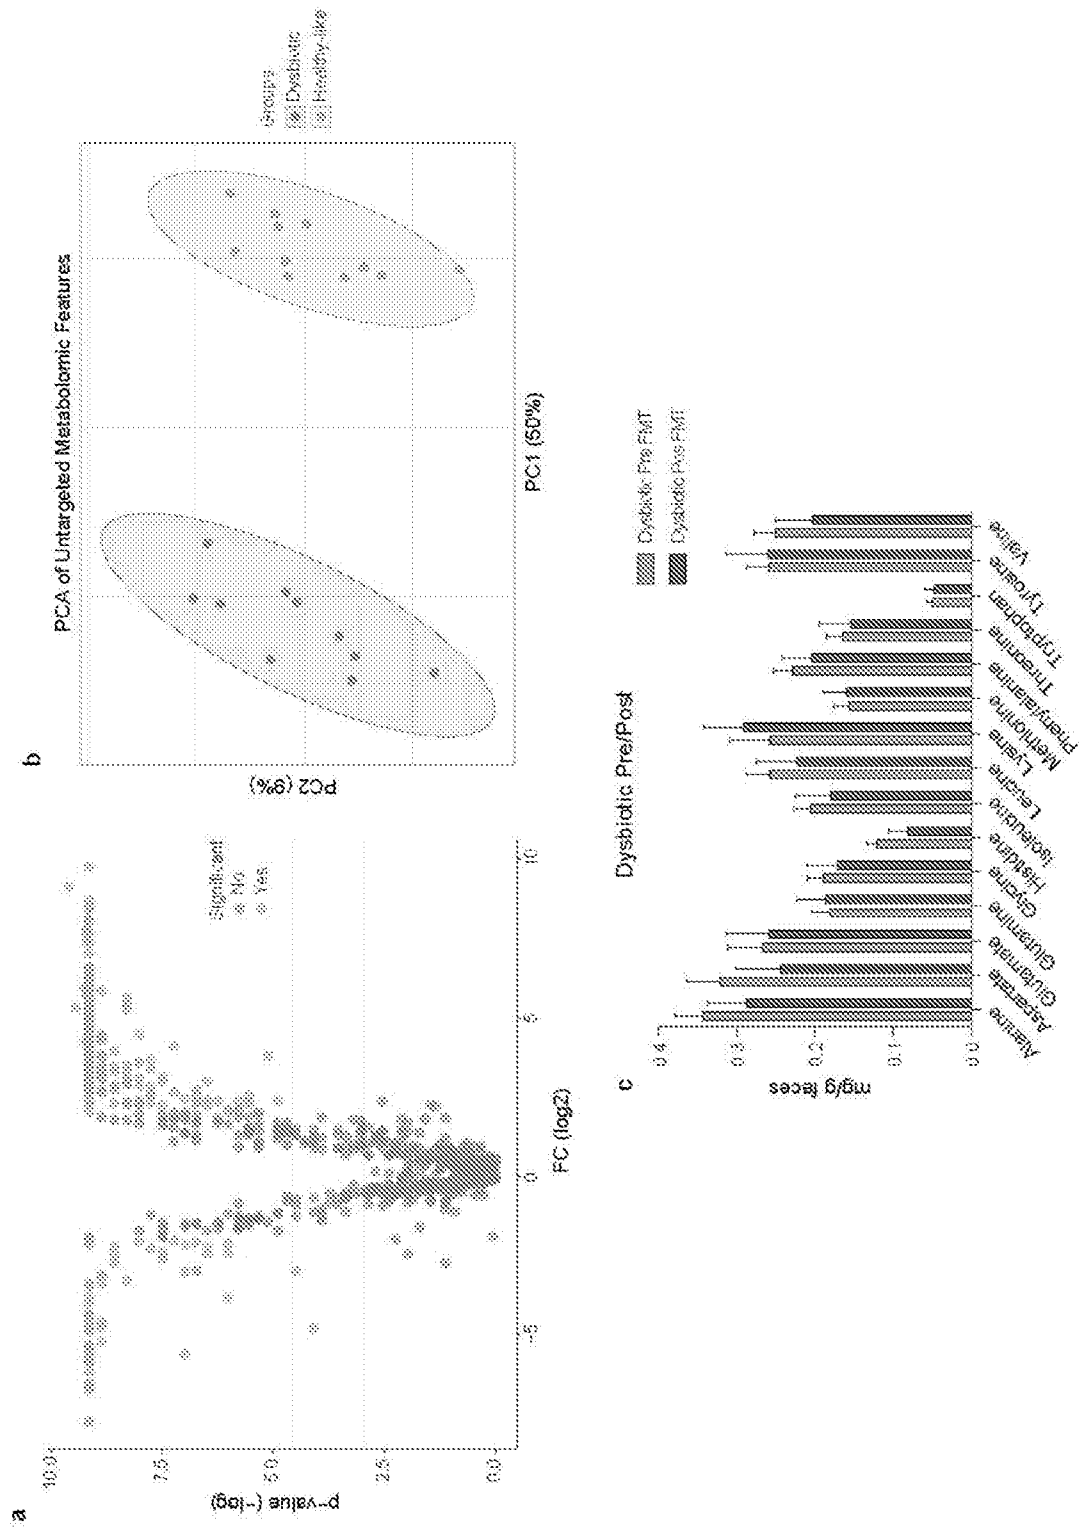 a
p-value (-log)
10.0
7.5
5.0
2.5
0.0
-5
0
5
10
FC (log2)
Significant
No
Yes
b
PCA of Untargeted Metabolomic Features
PC2 (9%)
PC1 (50%)
Groups
Dysbiotic
Healthy-like
c
Dysbiotic Pre/Post
mg/g feces
0.4
0.3
0.2
0.1
0.0
Alanine
Aspartate
Glutamate
Glutamine
Glycine
Histidine
Isoleucine
Leucine
Lysine
Methionine
Phenylalanine
Threonine
Tryptophan
Tyrosine
Valine
Dysbiotic Pre FMT
Dysbiotic Pos FMT